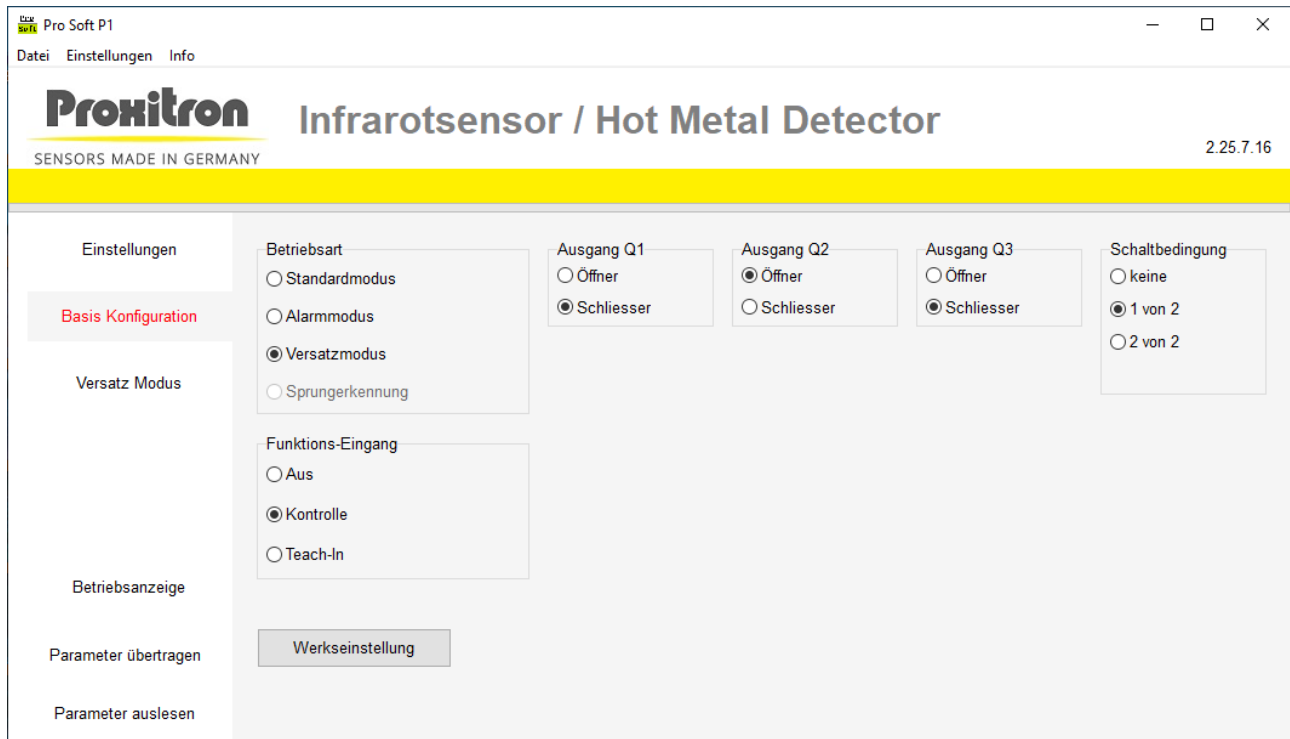 Pro Soft P1
Datei Einstellungen Info
Proxitron
SENSORS MADE IN GERMANY
Infrarotsensor / Hot Metal Detector
2.25.7.16
Einstellungen
Basis Konfiguration
Versatz Modus
Betriebsanzeige
Parameter übertragen
Parameter auslesen
Betriebsart
Standardmodus
Alarmmodus
Versatzmodus
Sprungerkennung
Funktions-Eingang
Aus
Kontrolle
Teach-In
Werkseinstellung
Ausgang Q1
Öffner
Schliesser
Ausgang Q2
Öffner
Schliesser
Ausgang Q3
Öffner
Schliesser
Schaltbedingung
keine
1 von 2
2 von 2